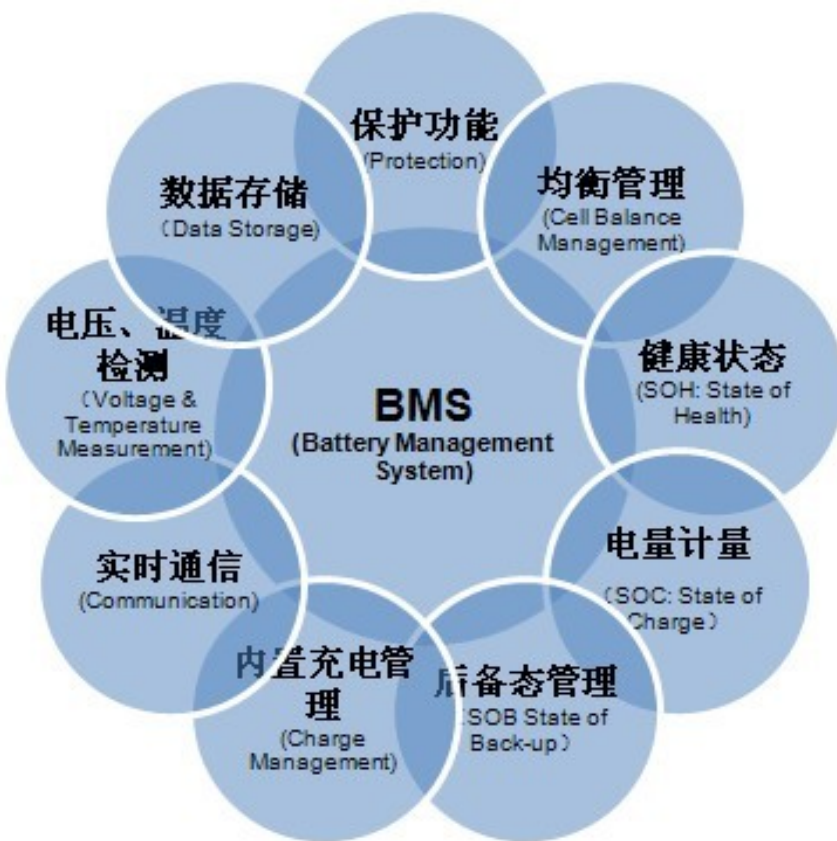 保护功能
(Protection)
均衡管理
(Cell Balance
Management)
健康状态
(SOH: State of
Health)
电量计量
（SOC: State of
Charge）
后备态管理
（SOB State of
Back-up）
内置充电管
理
(Charge
Management)
实时通信
(Communication)
电压、温度
检测
（Voltage &
Temperature
Measurement)
数据存储
（Data Storage)
BMS
(Battery Management
System)